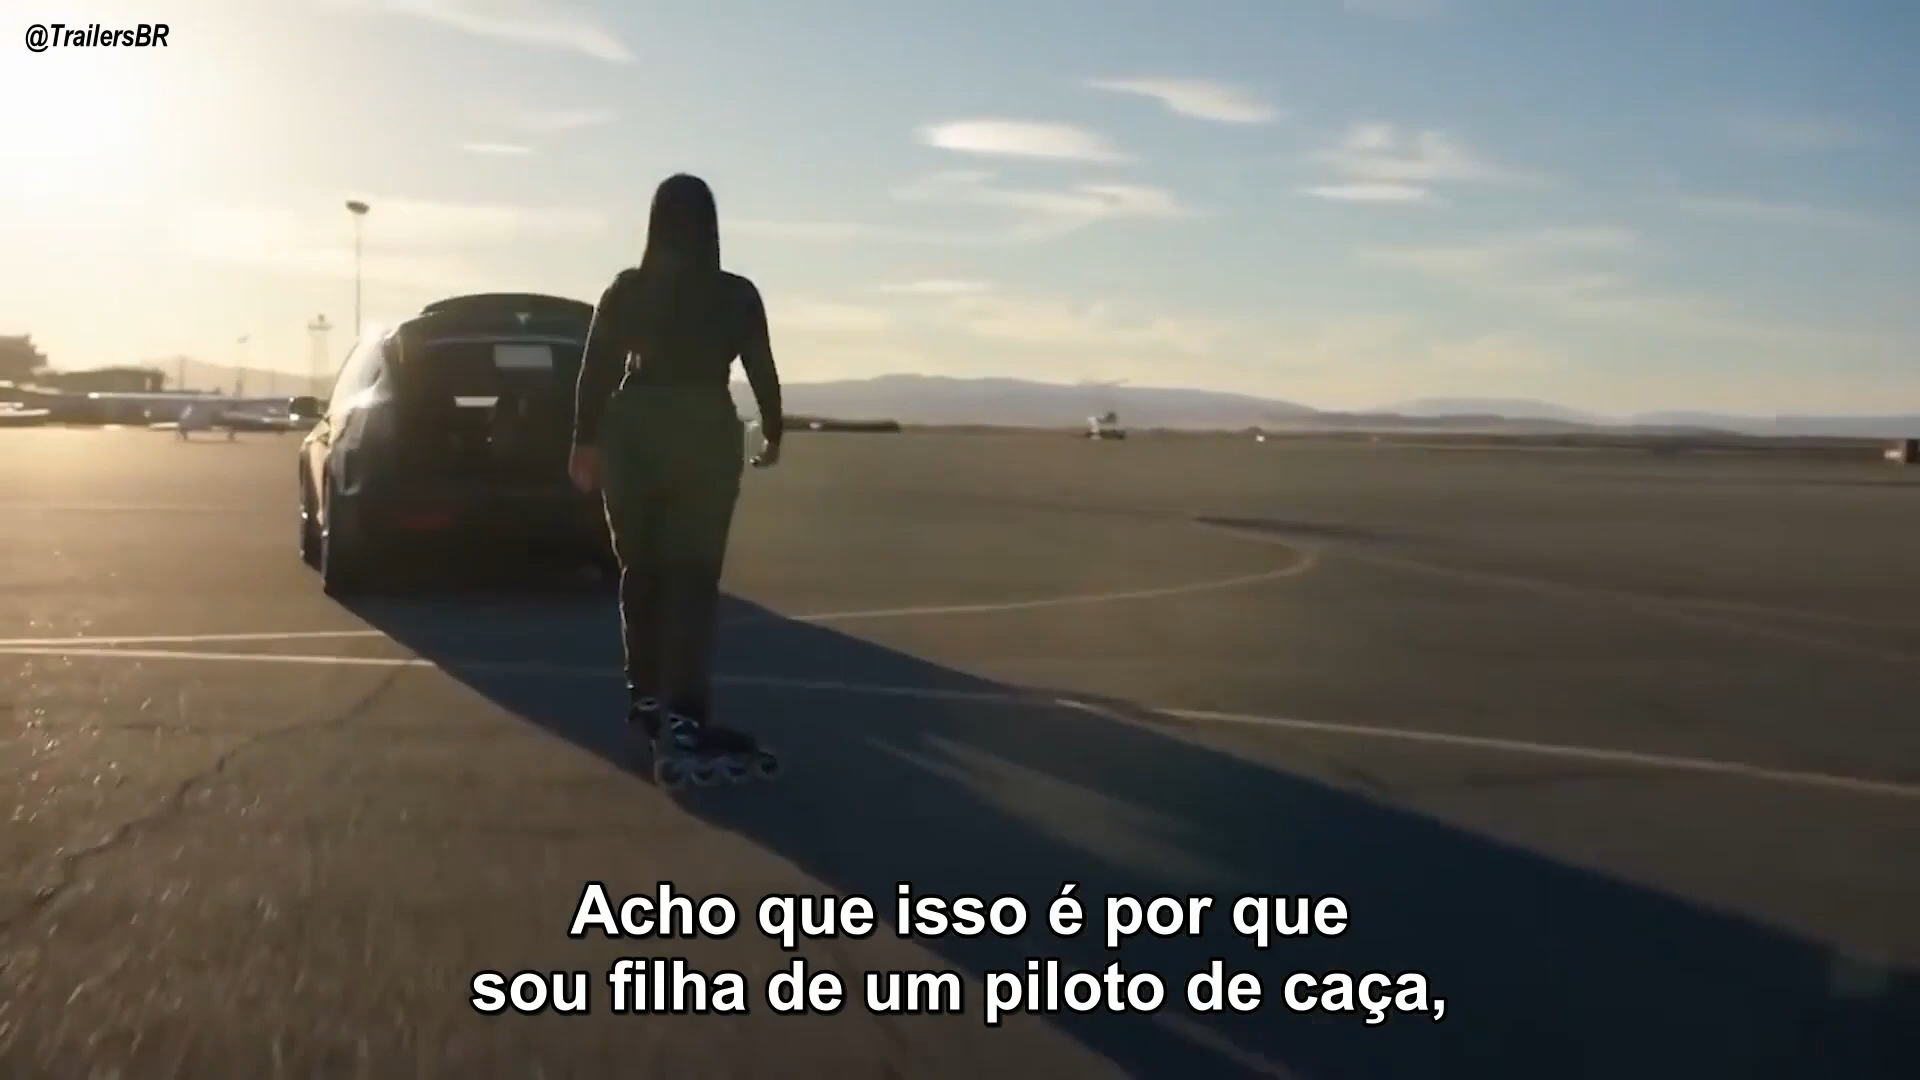 @TrailersBR
Acho que isso é por que
sou filha de um piloto de caça,